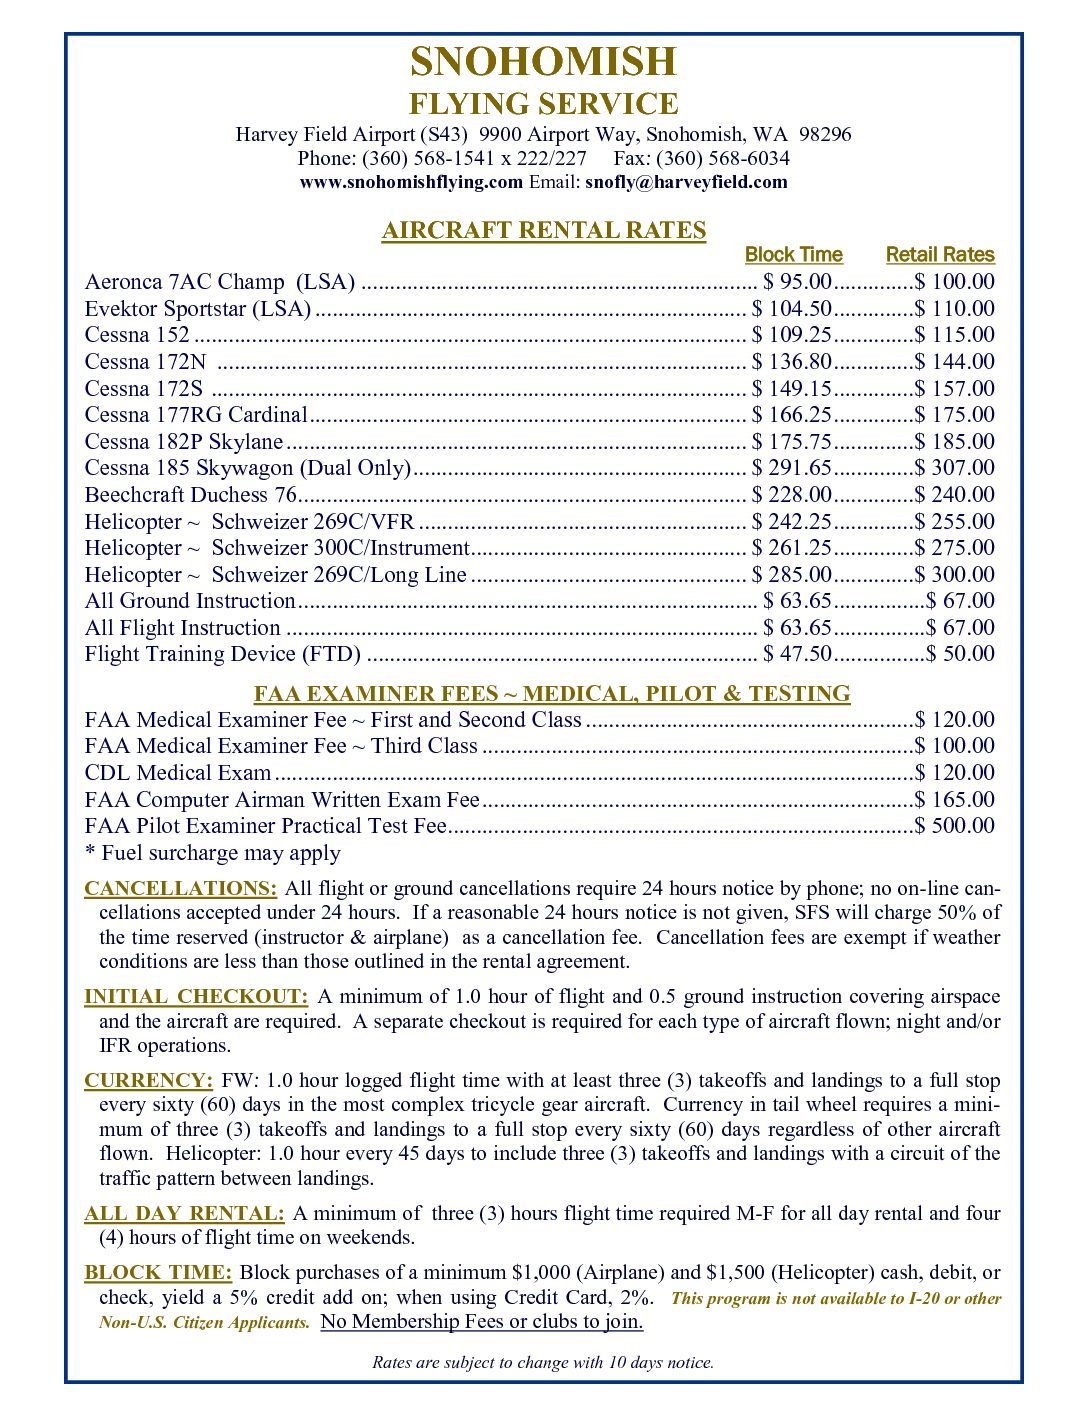 SNOHOMISH
FLYING SERVICE
Harvey Field Airport (S43)  9900 Airport Way, Snohomish, WA  98296
Phone: (360) 568-1541 x 222/227     Fax: (360) 568-6034
www.snohomishflying.com Email: snofly@harveyfield.com
AIRCRAFT RENTAL RATES
Block Time    Retail Rates
Aeronca 7AC Champ  (LSA) ..... $ 95.00..............$ 100.00
Evektor Sportstar (LSA) ..... $ 104.50..............$ 110.00
Cessna 152 ..... $ 109.25..............$ 115.00
Cessna 172N ..... $ 136.80..............$ 144.00
Cessna 172S ..... $ 149.15..............$ 157.00
Cessna 177RG Cardinal..... $ 166.25..............$ 175.00
Cessna 182P Skylane ..... $ 175.75..............$ 185.00
Cessna 185 Skywagon (Dual Only)..... $ 291.65..............$ 307.00
Beechcraft Duchess 76..... $ 228.00..............$ 240.00
Helicopter ~  Schweizer 269C/VFR ..... $ 242.25..............$ 255.00
Helicopter ~  Schweizer 300C/Instrument..... $ 261.25..............$ 275.00
Helicopter ~  Schweizer 269C/Long Line ..... $ 285.00..............$ 300.00
All Ground Instruction..... $ 63.65................$ 67.00
All Flight Instruction ..... $ 63.65................$ 67.00
Flight Training Device (FTD) ..... $ 47.50................$ 50.00
FAA EXAMINER FEES ~ MEDICAL, PILOT & TESTING
FAA Medical Examiner Fee ~ First and Second Class .....$ 120.00
FAA Medical Examiner Fee ~ Third Class .....$ 100.00
CDL Medical Exam .....$ 120.00
FAA Computer Airman Written Exam Fee.....$ 165.00
FAA Pilot Examiner Practical Test Fee.....$ 500.00
* Fuel surcharge may apply
CANCELLATIONS: All flight or ground cancellations require 24 hours notice by phone; no on-line can-
cellations accepted under 24 hours.  If a reasonable 24 hours notice is not given, SFS will charge 50% of
the time reserved (instructor & airplane)  as a cancellation fee.  Cancellation fees are exempt if weather
conditions are less than those outlined in the rental agreement.
INITIAL CHECKOUT: A minimum of 1.0 hour of flight and 0.5 ground instruction covering airspace
and the aircraft are required.  A separate checkout is required for each type of aircraft flown; night and/or
IFR operations.
CURRENCY: FW: 1.0 hour logged flight time with at least three (3) takeoffs and landings to a full stop
every sixty (60) days in the most complex tricycle gear aircraft.  Currency in tail wheel requires a mini-
mum of three (3) takeoffs and landings to a full stop every sixty (60) days regardless of other aircraft
flown.  Helicopter: 1.0 hour every 45 days to include three (3) takeoffs and landings with a circuit of the
traffic pattern between landings.
ALL DAY RENTAL: A minimum of  three (3) hours flight time required M-F for all day rental and four
(4) hours of flight time on weekends.
BLOCK TIME: Block purchases of a minimum $1,000 (Airplane) and $1,500 (Helicopter) cash, debit, or
check, yield a 5% credit add on; when using Credit Card, 2%.  This program is not available to I-20 or other
Non-U.S. Citizen Applicants.  No Membership Fees or clubs to join.
Rates are subject to change with 10 days notice.